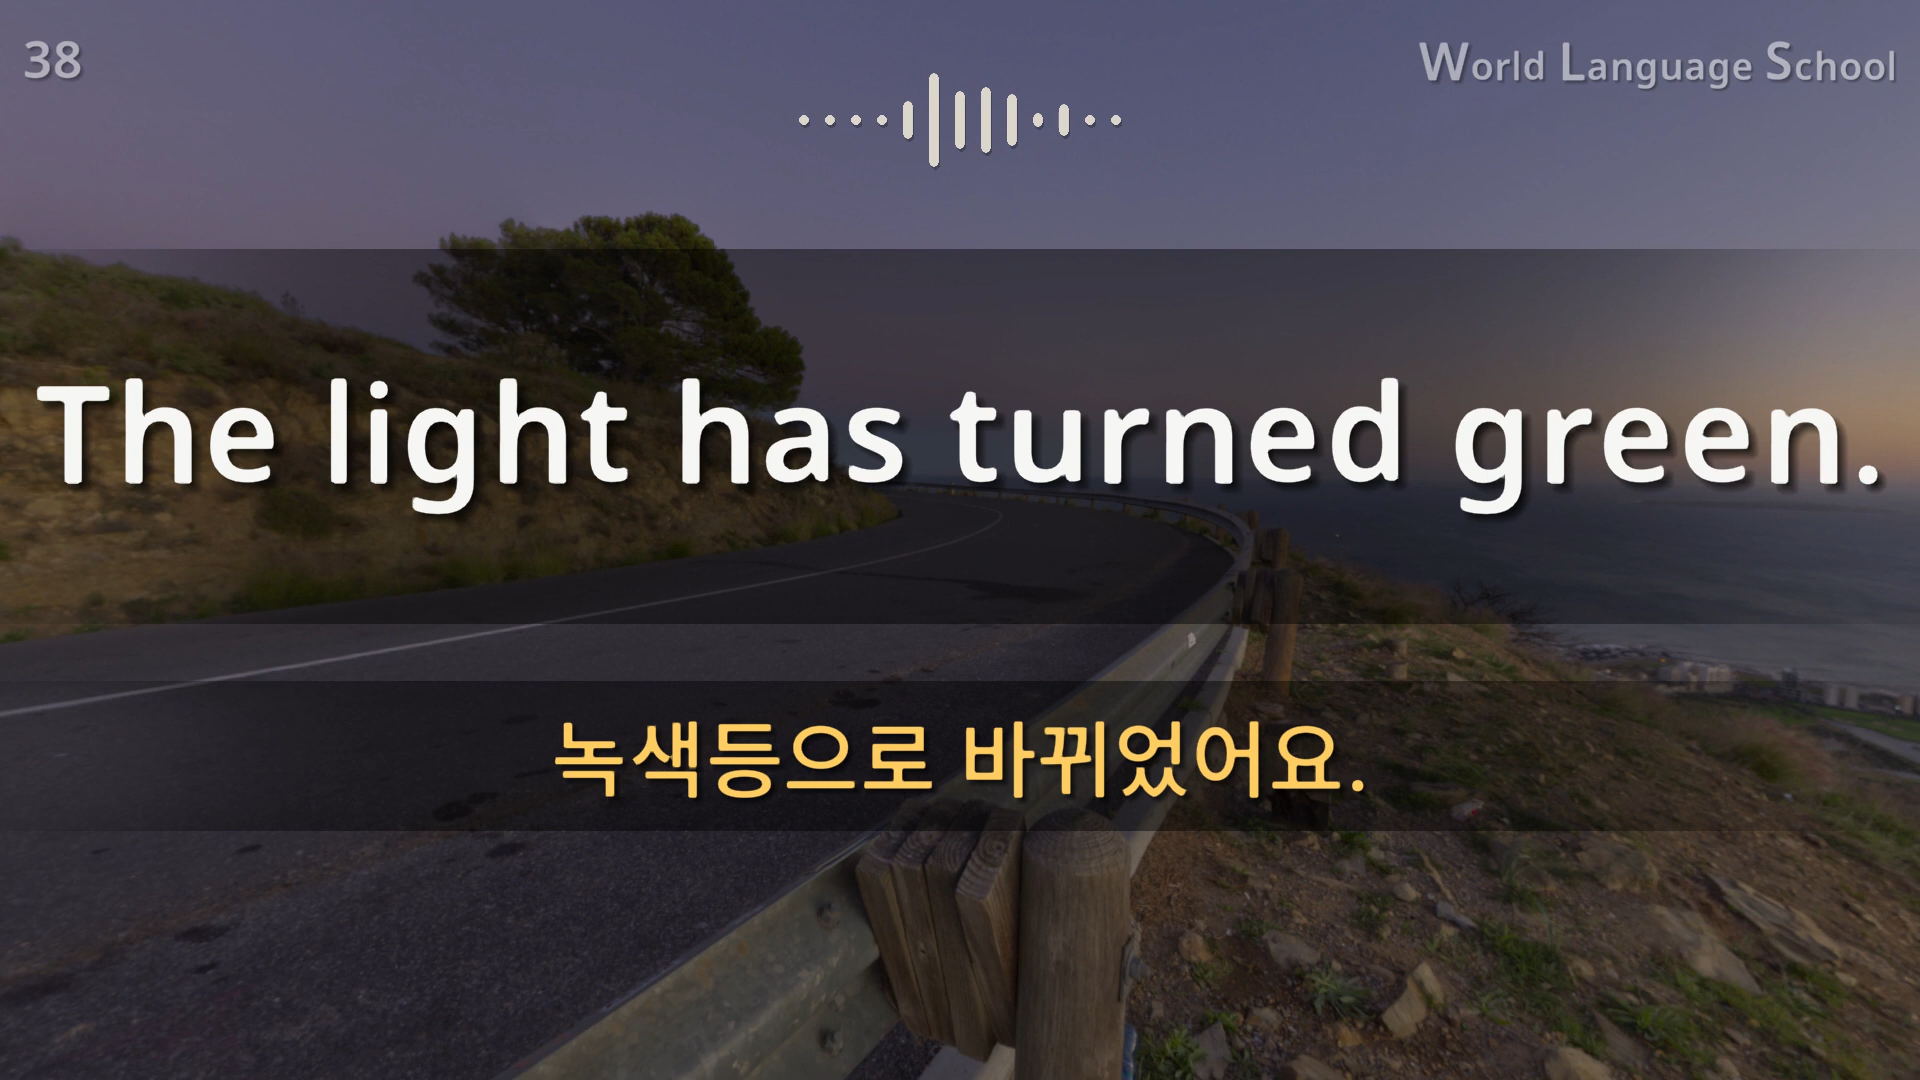 38
World Language School
The light has turned green.
녹색등으로 바뀌었어요.